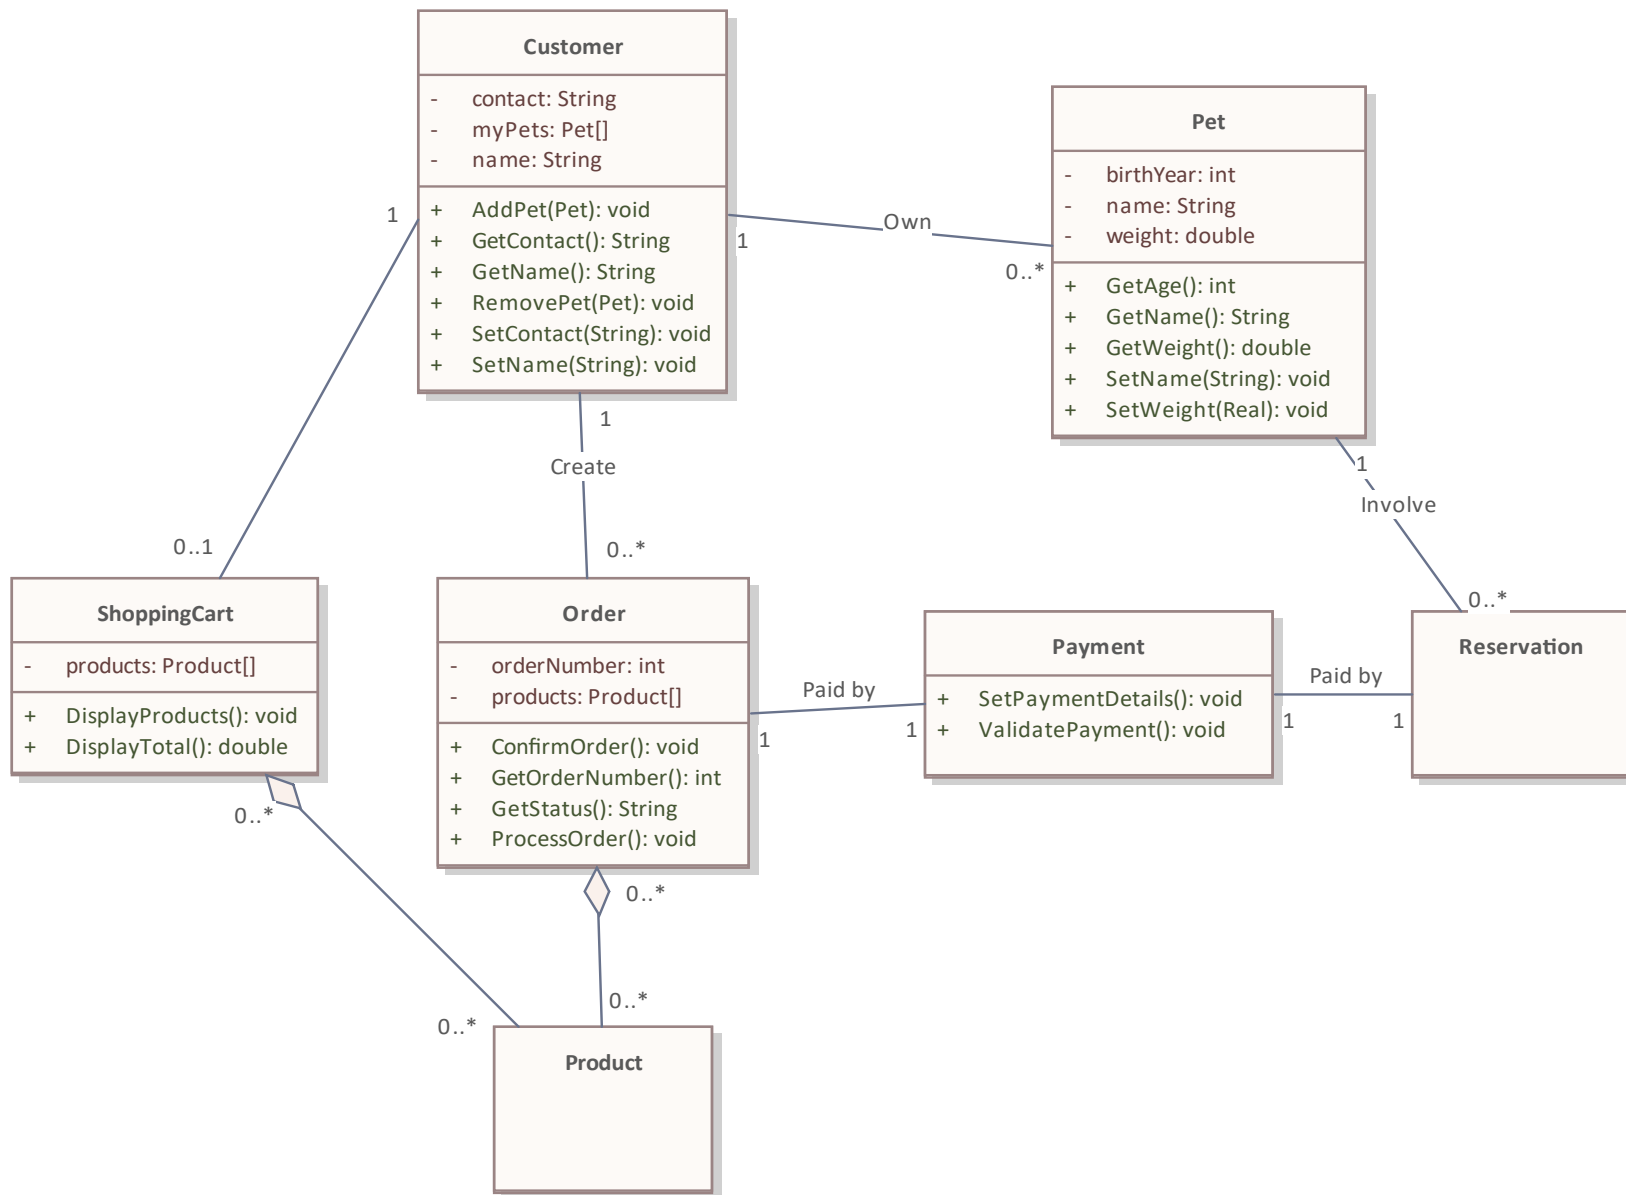 Customer
- contact: String
- myPets: Pet[]
- name: String
+ AddPet(Pet): void
+ GetContact(): String
+ GetName(): String
+ RemovePet(Pet): void
+ SetContact(String): void
+ SetName(String): void
Pet
- birthYear: int
- name: String
- weight: double
+ GetAge(): int
+ GetName(): String
+ GetWeight(): double
+ SetName(String): void
+ SetWeight(Real): void
1
Own
1
0..*
1
Create
0..*
0..1
1
Involve
0..*
ShoppingCart
- products: Product[]
+ DisplayProducts(): void
+ DisplayTotal(): double
Order
- orderNumber: int
- products: Product[]
+ ConfirmOrder(): void
+ GetOrderNumber(): int
+ GetStatus(): String
+ ProcessOrder(): void
Paid by
1
1
Payment
+ SetPaymentDetails(): void
+ ValidatePayment(): void
Paid by
1
1
Reservation
0..*
0..*
0..*
0..*
Product